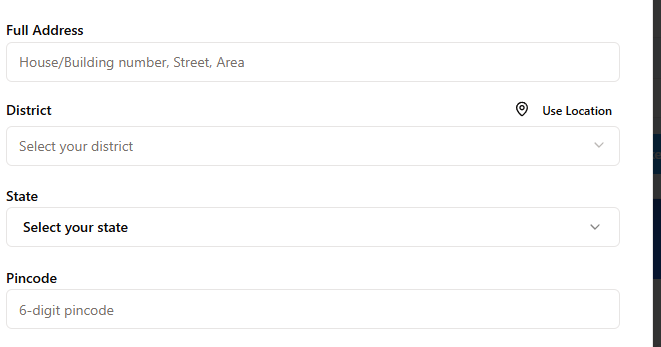 Full Address
House/Building number, Street, Area
District
Use Location
Select your district
State
Select your state
Pincode
6-digit pincode